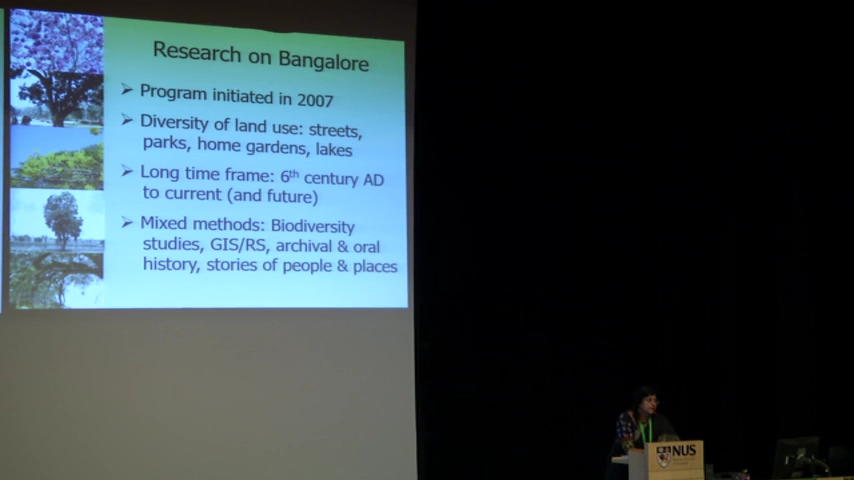 Research on Bangalore
➢ Program initiated in 2007
➢ Diversity of land use: streets,
parks, home gardens, lakes
➢ Long time frame: 6th century AD
to current (and future)
➢ Mixed methods: Biodiversity
studies, GIS/RS, archival & oral
history, stories of people & places
NUS